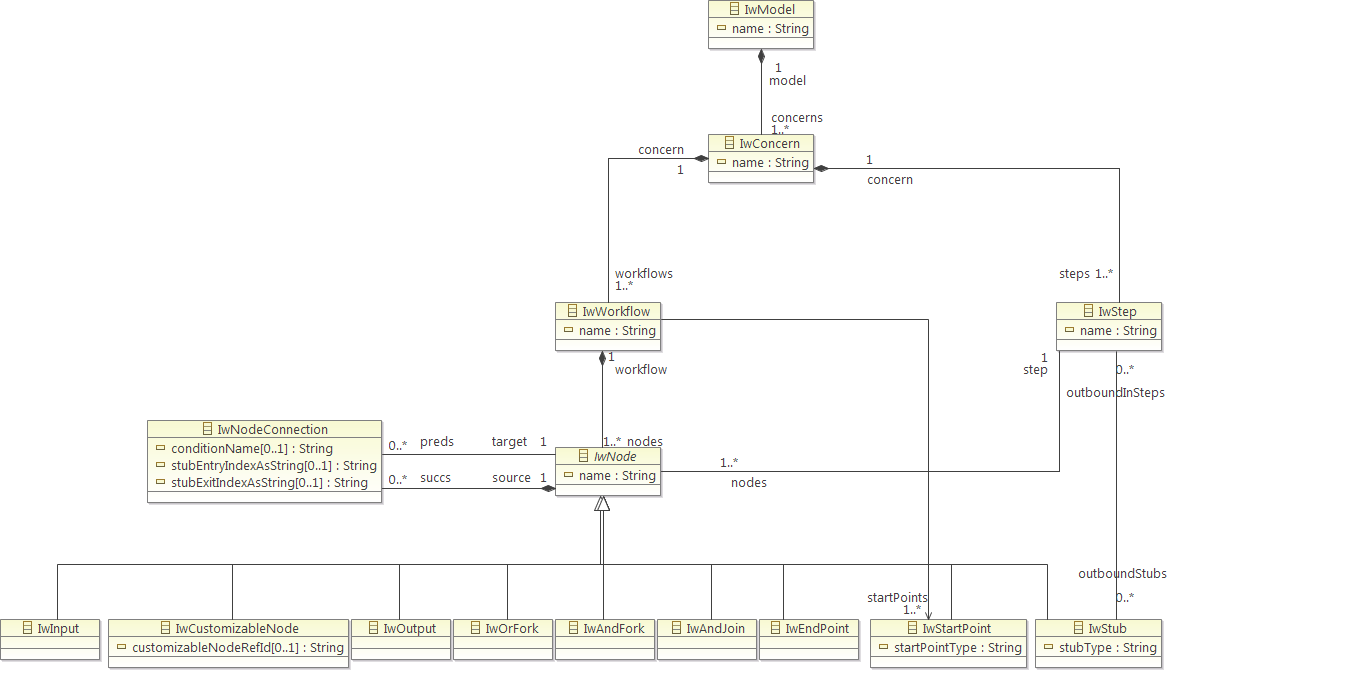 IwModel
name : String
1
model
concerns
1..*
IwConcern
name : String
concern
1
1
concern
workflows
1..*
steps 1..*
IwWorkflow
name : String
IwStep
name : String
1
workflow
1
step
0..*
outboundInSteps
IwNodeConnection
conditionName[0..1] : String
stubEntryIndexAsString[0..1] : String
stubExitIndexAsString[0..1] : String
0..* preds target 1
0..* succs source 1
1..* nodes
IwNode
name : String
1..*
nodes
outboundStubs
0..*
startPoints
1..*
IwInput
IwCustomizableNode
customizableNodeRefId[0..1] : String
IwOutput
IwOrFork
IwAndFork
IwAndJoin
IwEndPoint
IwStartPoint
startPointType : String
IwStub
stubType : String